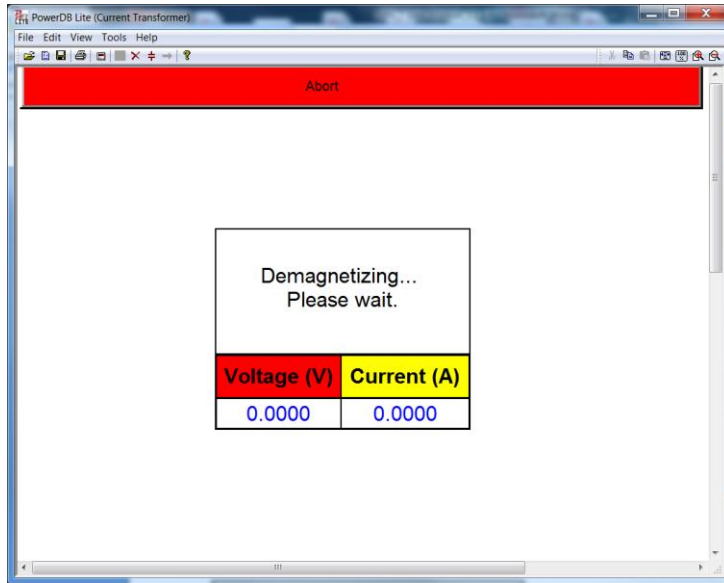 PowerDB Lite (Current Transformer)
File Edit View Tools Help
Abort
Demagnetizing...
Please wait.
Voltage (V) Current (A)
0.0000 0.0000